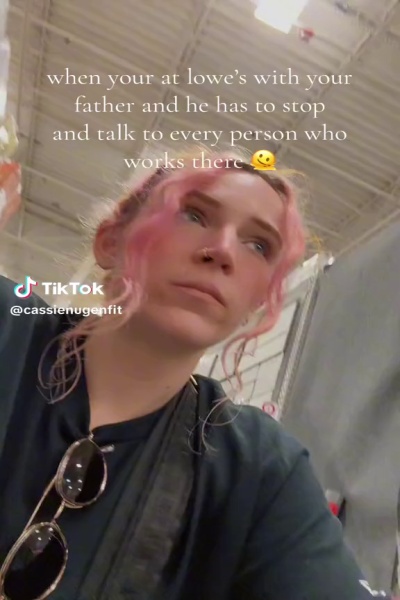 when your at lowe's with your
father and he has to stop
and talk to every person who
works there 🫠
TikTok
@cassienugenfit